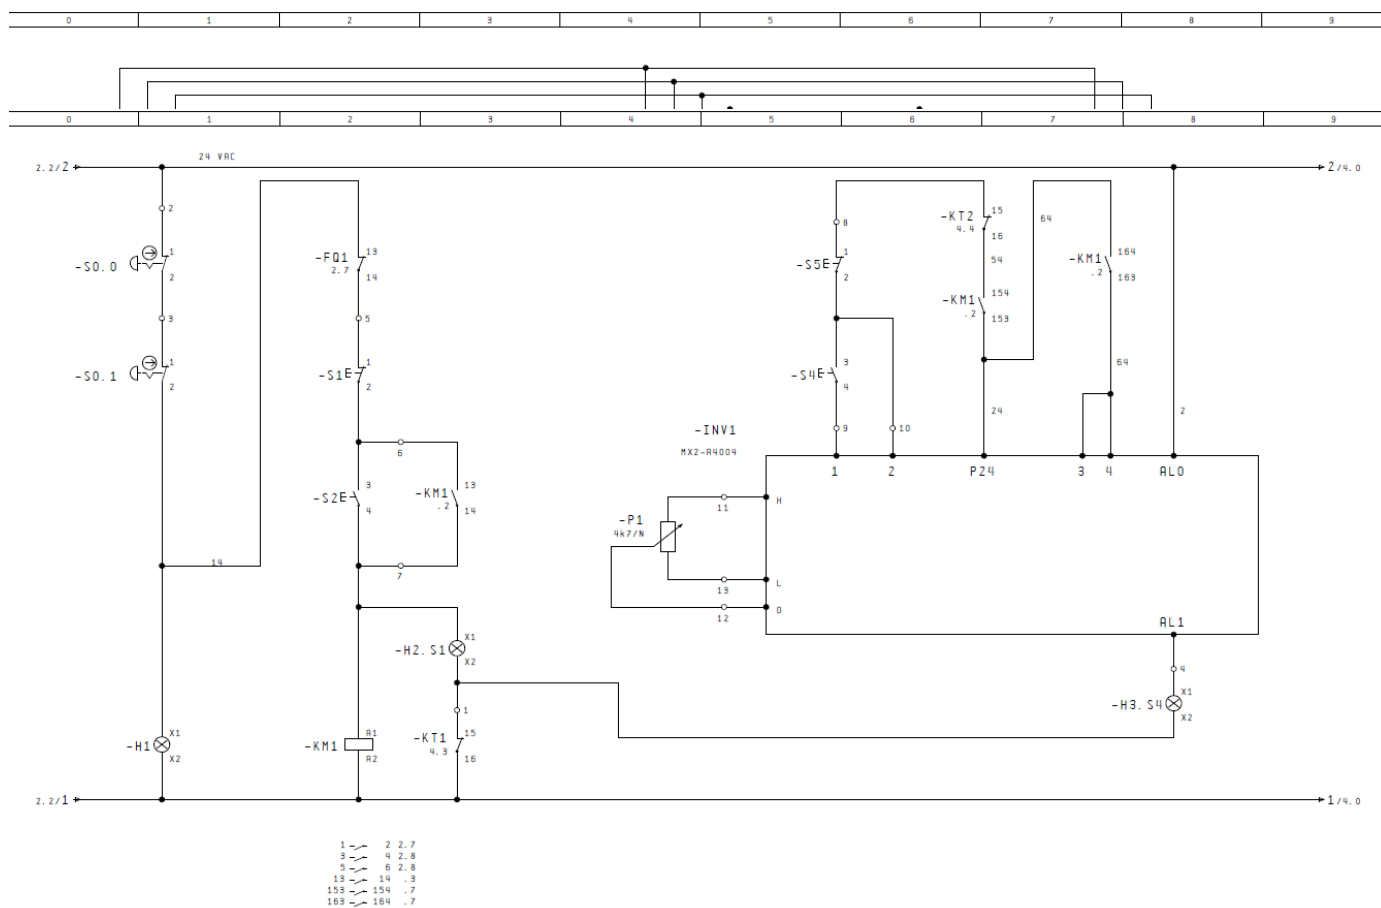 0 1 2 3 4 5 6 7 8 9
0 1 2 3 4 5 6 7 8 9
24 VAC
2.2/2
2/4.0
2
-S0.0
1
2
3
-S0.1
1
2
14
-H1
X1
X2
-FQ1
2.7
13
14
5
-S1E
1
2
6
-S2E
3
4
-KM1
.2
13
14
7
-H2.S1
X1
X2
1
-KM1
A1
A2
-KT1
4.3
15
16
8
-S5E
1
2
-S4E
3
4
9
10
-KT2
4.4
15
16
54
-KM1
.2
154
153
24
64
-KM1
.2
164
163
64
2
-INV1
MX2-A4004
1 2 P24 3 4 AL0
H
11
-P1
4k7/N
L
13
O
12
AL1
4
-H3.S4
X1
X2
2.2/1
1/4.0
1 2 2.7
3 4 2.8
5 6 2.8
13 14 .3
153 154 .7
163 164 .7